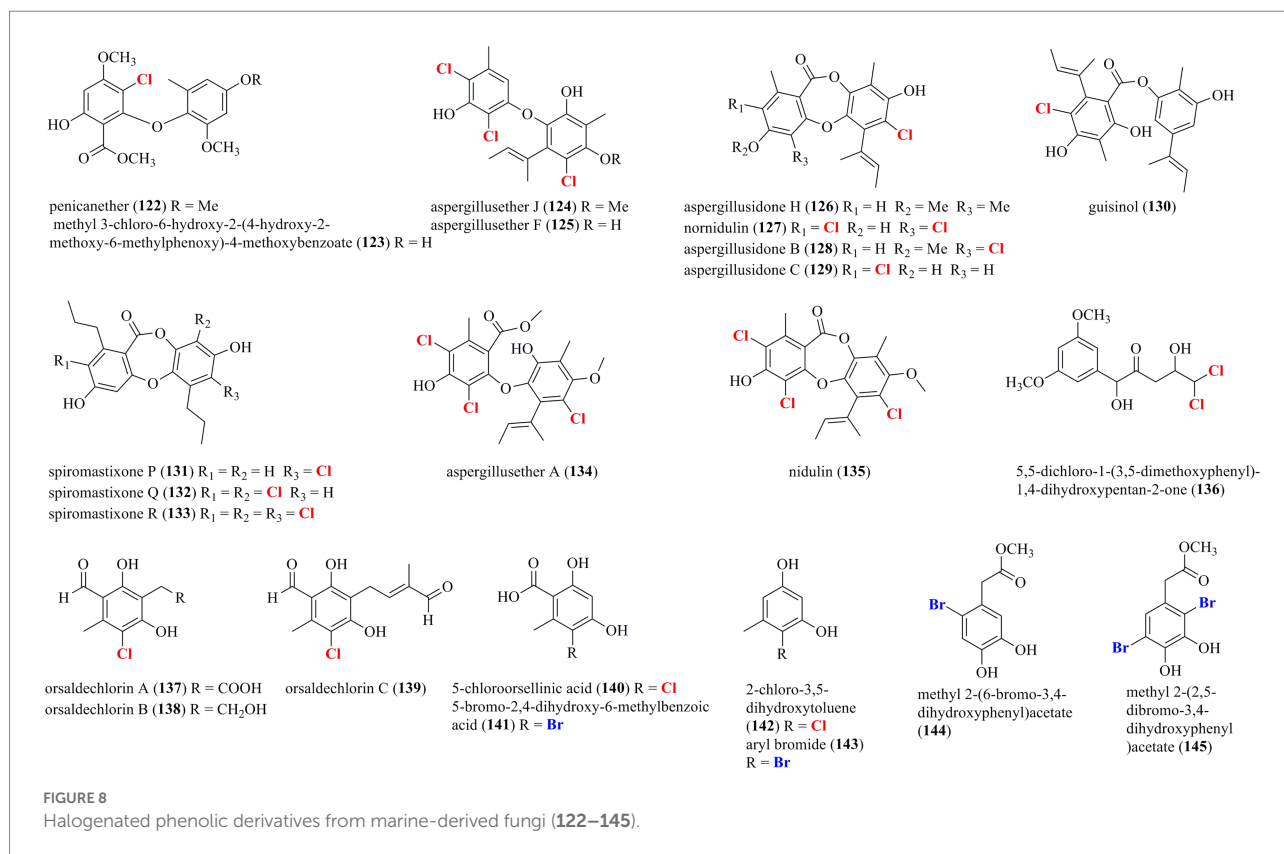 OCH₃
Cl
OR
HO
O
OCH₃
O
OCH₃
penicanether (122) R = Me
methyl 3-chloro-6-hydroxy-2-(4-hydroxy-2-
methoxy-6-methylphenoxy)-4-methoxybenzoate (123) R = H
Cl
HO
O
OH
Cl
OR
Cl
aspergillusether J (124) R = Me
aspergillusether F (125) R = H
O
R₁
O
OH
R₂O
O
Cl
R₃
aspergillusidone H (126) R₁ = H R₂ = Me R₃ = Me
nornidulin (127) R₁ = Cl R₂ = H R₃ = Cl
aspergillusidone B (128) R₁ = H R₂ = Me R₃ = Cl
aspergillusidone C (129) R₁ = Cl R₂ = H R₃ = H
O
O
OH
Cl
OH
HO
guisinol (130)
O
R₂
O
OH
R₁
HO
O
R₃
spiromastixone P (131) R₁ = R₂ = H R₃ = Cl
spiromastixone Q (132) R₁ = R₂ = Cl R₃ = H
spiromastixone R (133) R₁ = R₂ = R₃ = Cl
O
O
Cl
HO
HO
O
Cl
O
Cl
aspergillusether A (134)
O
Cl
O
HO
O
O
Cl
Cl
nidulin (135)
OCH₃
O
OH
Cl
OCH₃
OH
Cl
5,5-dichloro-1-(3,5-dimethoxyphenyl)-
1,4-dihydroxypentan-2-one (136)
O
OH
H
R
OH
Cl
orsaldechlorin A (137) R = COOH
orsaldechlorin B (138) R = CH₂OH
O
OH
H
O
H
OH
Cl
orsaldechlorin C (139)
O
OH
HO
OH
R
5-chloroorsellinic acid (140) R = Cl
5-bromo-2,4-dihydroxy-6-methylbenzoic
acid (141) R = Br
OH
OH
R
2-chloro-3,5-
dihydroxytoluene
(142) R = Cl
aryl bromide (143)
R = Br
OCH₃
O
Br
OH
OH
methyl 2-(6-bromo-3,4-
dihydroxyphenyl)acetate
(144)
OCH₃
O
Br
Br
OH
OH
methyl 2-(2,5-
dibromo-3,4-
dihydroxyphenyl
)acetate (145)
FIGURE 8
Halogenated phenolic derivatives from marine-derived fungi (122–145).